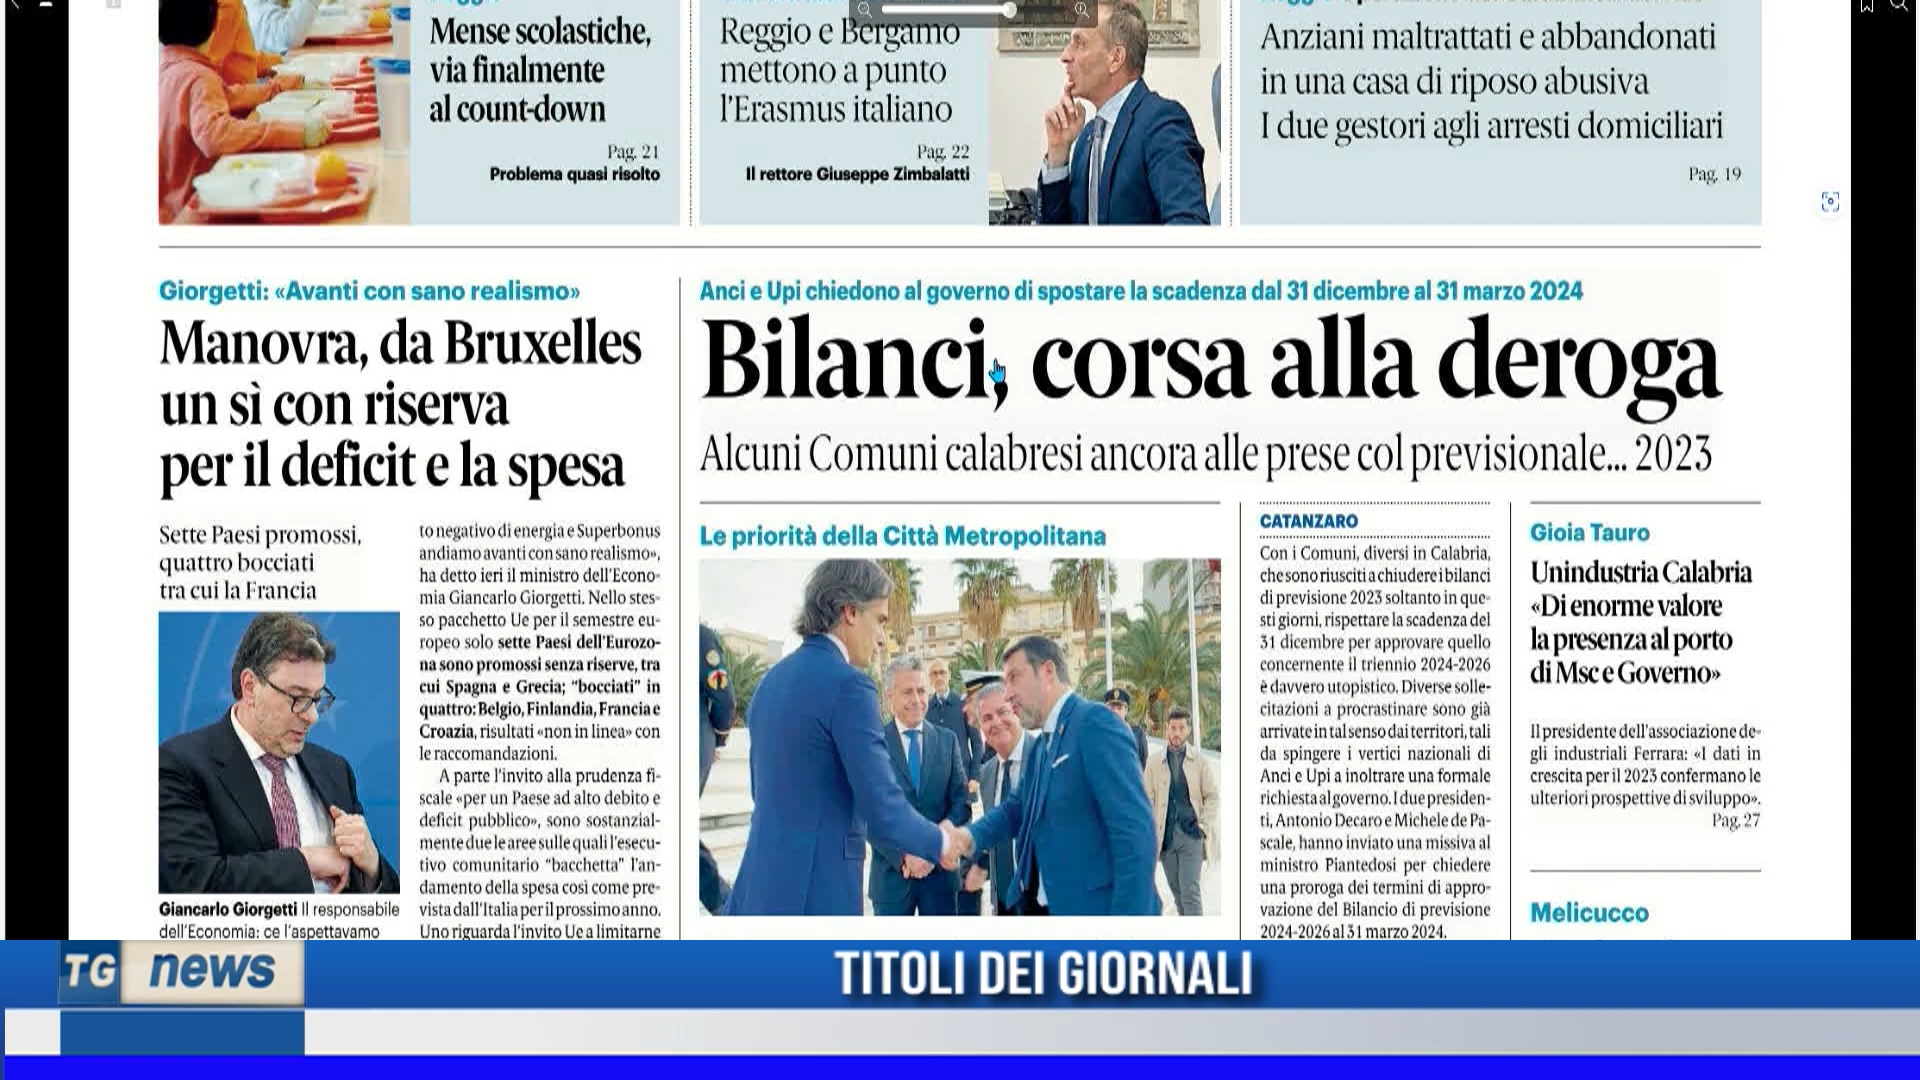 Mense scolastiche,
via finalmente
al count-down
Pag. 21
Problema quasi risolto
Reggio e Bergamo
mettono a punto
l'Erasmus italiano
Pag. 22
Il rettore Giuseppe Zimbalatti
Anziani maltrattati e abbandonati
in una casa di riposo abusiva
I due gestori agli arresti domiciliari
Pag. 19
Giorgetti: «Avanti con sano realismo»
Manovra, da Bruxelles
un sì con riserva
per il deficit e la spesa
Sette Paesi promossi,
quattro bocciati
tra cui la Francia
Giancarlo Giorgetti Il responsabile
dell'Economia: ce l'aspettavamo
to negativo di energia e Superbonus
andiamo avanti con sano realismo»,
ha detto ieri il ministro dell'Econo-
mia Giancarlo Giorgetti. Nello stes-
so pacchetto Ue per il semestre eu-
ropeo solo sette Paesi dell'Eurozo-
na sono promossi senza riserve, tra
cui Spagna e Grecia; "bocciati" in
quattro: Belgio, Finlandia, Francia e
Croazia, risultati «non in linea» con
le raccomandazioni.
A parte l'invito alla prudenza fi-
scale «per un Paese ad alto debito e
deficit pubblico», sono sostanzial-
mente due le aree sulle quali l'esecu-
tivo comunitario "bacchetta" l'an-
damento della spesa così come pre-
vista dall'Italia per il prossimo anno.
Uno riguarda l'invito Ue a limitarne
Anci e Upi chiedono al governo di spostare la scadenza dal 31 dicembre al 31 marzo 2024
Bilanci, corsa alla deroga
Alcuni Comuni calabresi ancora alle prese col previsionale... 2023
Le priorità della Città Metropolitana
CATANZARO
Con i Comuni, diversi in Calabria,
che sono riusciti a chiudere i bilanci
di previsione 2023 soltanto in que-
sti giorni, rispettare la scadenza del
31 dicembre per approvare quello
concernente il triennio 2024-2026
è davvero utopistico. Diverse solle-
citazioni a procrastinare sono già
arrivate in tal senso dai territori, tali
da spingere i vertici nazionali di
Anci e Upi a inoltrare una formale
richiesta al governo. I due presiden-
ti, Antonio Decaro e Michele de Pa-
scale, hanno inviato una missiva al
ministro Piantedosi per chiedere
una proroga dei termini di appro-
vazione del Bilancio di previsione
2024-2026 al 31 marzo 2024.
Gioia Tauro
Unindustria Calabria
«Di enorme valore
la presenza al porto
di Msc e Governo»
Il presidente dell'associazione de-
gli industriali Ferrara: «I dati in
crescita per il 2023 confermano le
ulteriori prospettive di sviluppo».
Pag. 27
Melicucco
TG news
TITOLI DEI GIORNALI